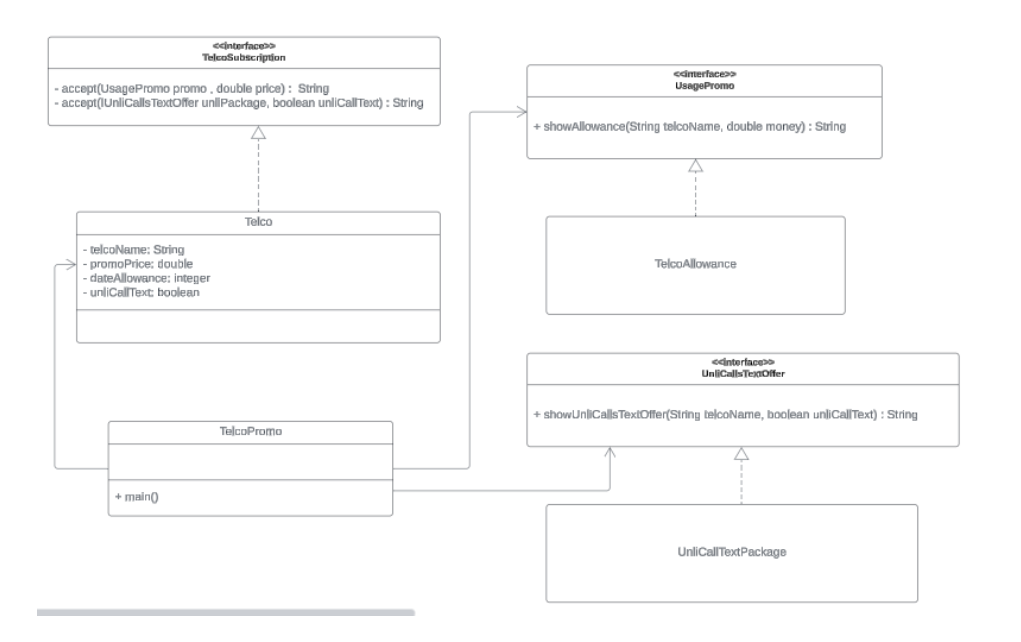 <<interface>>
TelcoSubscription
- accept(UsagePromo promo , double price) : String
- accept(IUnliCallsTextOffer unliPackage, boolean unliCallText) : String
<<interface>>
UsagePromo
+ showAllowance(String telcoName, double money) : String
Telco
- telcoName: String
- promoPrice: double
- dateAllowance: integer
- unliCallText: boolean
TelcoAllowance
<<interface>>
UnliCallsTextOffer
+ showUnliCallsTextOffer(String telcoName, boolean unliCallText) : String
TelcoPromo
+ main()
UnliCallTextPackage